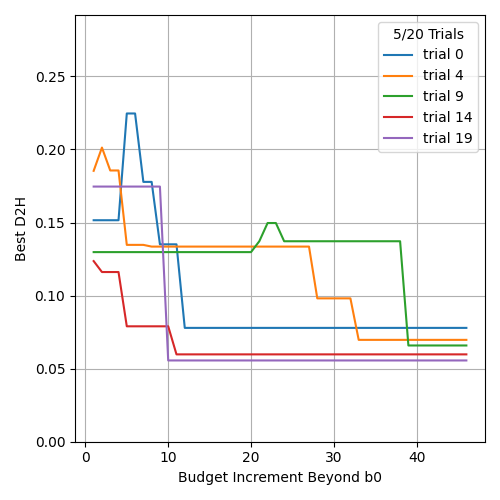 5/20 Trials
trial 0
trial 4
trial 9
trial 14
trial 19
Best D2H
0.25
0.20
0.15
0.10
0.05
0.00
0 10 20 30 40
Budget Increment Beyond b0